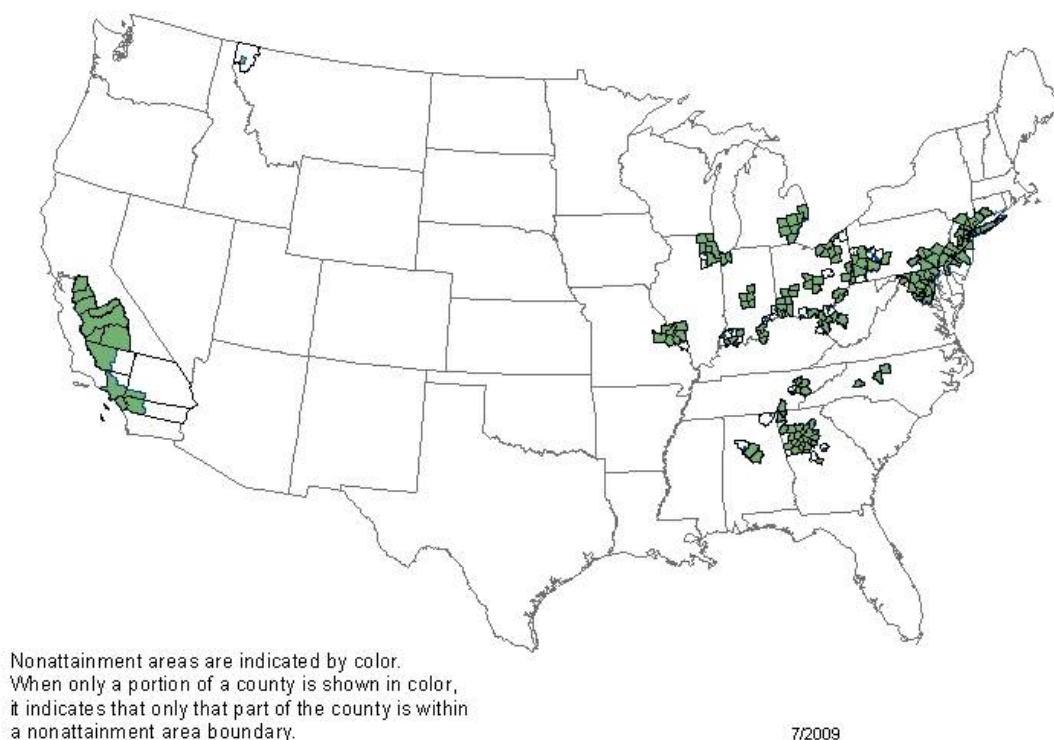 Nonattainment areas are indicated by color.
When only a portion of a county is shown in color,
it indicates that only that part of the county is within
a nonattainment area boundary.
7/2009